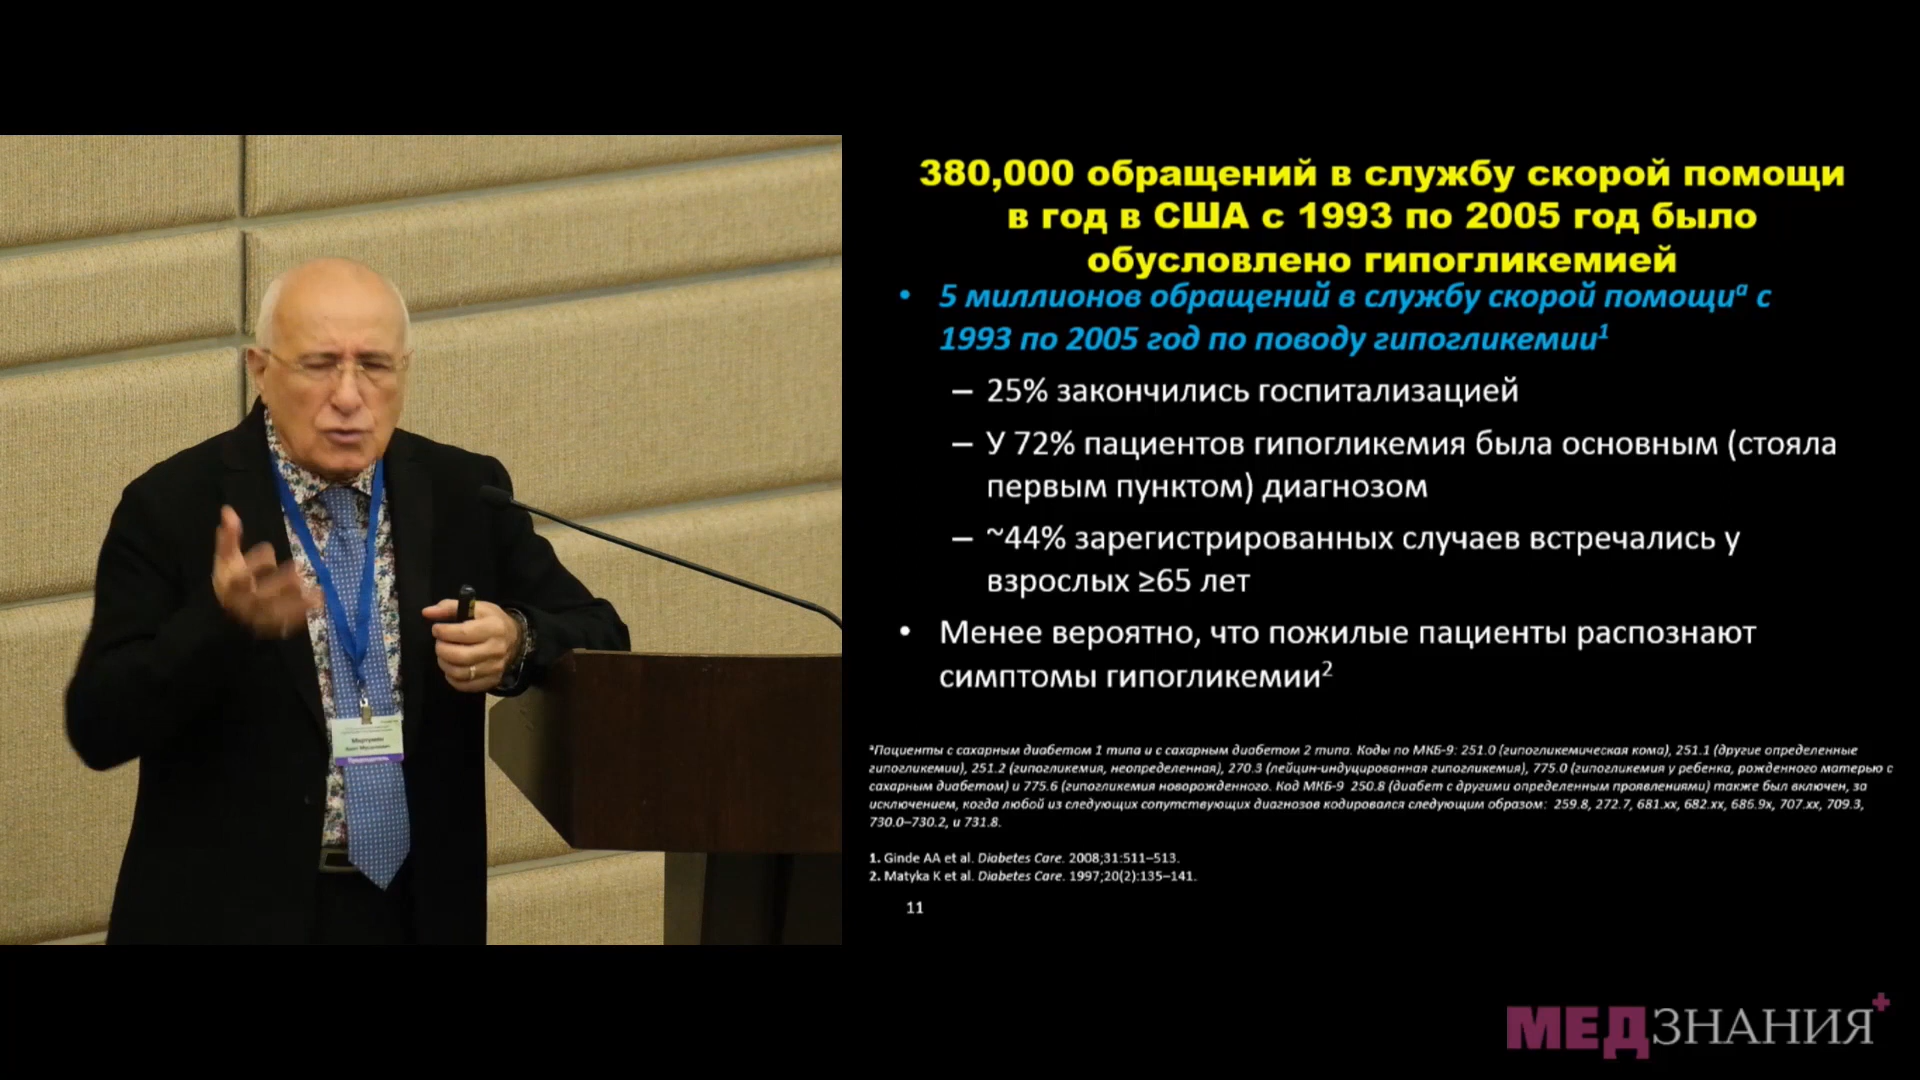 380,000 обращений в службу скорой помощи
в год в США с 1993 по 2005 год было
обусловлено гипогликемией
• 5 миллионов обращений в службу скорой помощиª с
1993 по 2005 год по поводу гипогликемии¹
– 25% закончились госпитализацией
– У 72% пациентов гипогликемия была основным (стояла
первым пунктом) диагнозом
– ~44% зарегистрированных случаев встречались у
взрослых ≥65 лет
• Менее вероятно, что пожилые пациенты распознают
симптомы гипогликемии²
ªПациенты с сахарным диабетом 1 типа и с сахарным диабетом 2 типа. Коды по МКБ-9: 251.0 (гипогликемическая кома), 251.1 (другие определенные
гипогликемии), 251.2 (гипогликемия, неопределенная), 270.3 (лейцин-индуцированная гипогликемия), 775.0 (гипогликемия у ребенка, рожденного матерью с
сахарным диабетом) и 775.6 (гипогликемия новорожденного. Код МКБ-9 250.8 (диабет с другими определенным проявлениями) также был включен, за
исключением, когда любой из следующих сопутствующих диагнозов кодировался следующим образом: 259.8, 272.7, 681.xx, 682.xx, 686.9x, 707.xx, 709.3,
730.0–730.2, и 731.8.
1. Ginde AA et al. Diabetes Care. 2008;31:511–513.
2. Matyka K et al. Diabetes Care. 1997;20(2):135–141.
11
МЕДЗНАНИЯ+